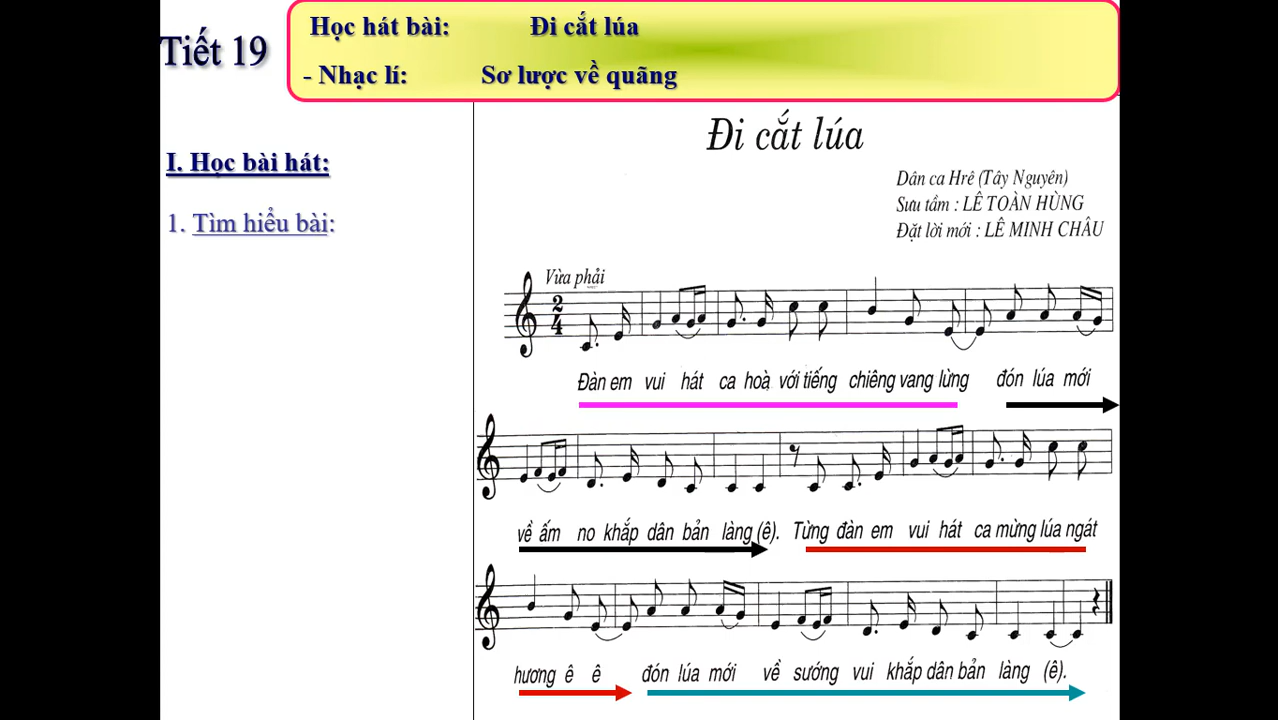 Tiết 19
Học hát bài: Đi cắt lúa
- Nhạc lí: Sơ lược về quãng
I. Học bài hát:
1. Tìm hiểu bài:
Đi cắt lúa
Dân ca Hrê (Tây Nguyên)
Sưu tầm : LÊ TOÀN HÙNG
Đặt lời mới : LÊ MINH CHÂU
Vừa phải
2
4
Đàn em vui hát ca hoà với tiếng chiêng vang lừng đón lúa mới
về ấm no khắp dân bản làng (ê). Từng đàn em vui hát ca mừng lúa ngát
hương ê ê đón lúa mới về sướng vui khắp dân bản làng (ê).